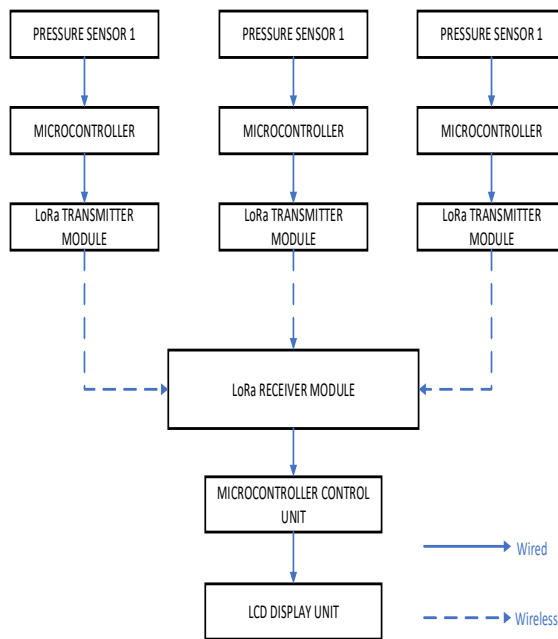 PRESSURE SENSOR 1
PRESSURE SENSOR 1
PRESSURE SENSOR 1
MICROCONTROLLER
MICROCONTROLLER
MICROCONTROLLER
LoRa TRANSMITTER
MODULE
LoRa TRANSMITTER
MODULE
LoRa TRANSMITTER
MODULE
LoRa RECEIVER MODULE
MICROCONTROLLER CONTROL
UNIT
Wired
LCD DISPLAY UNIT
Wireless